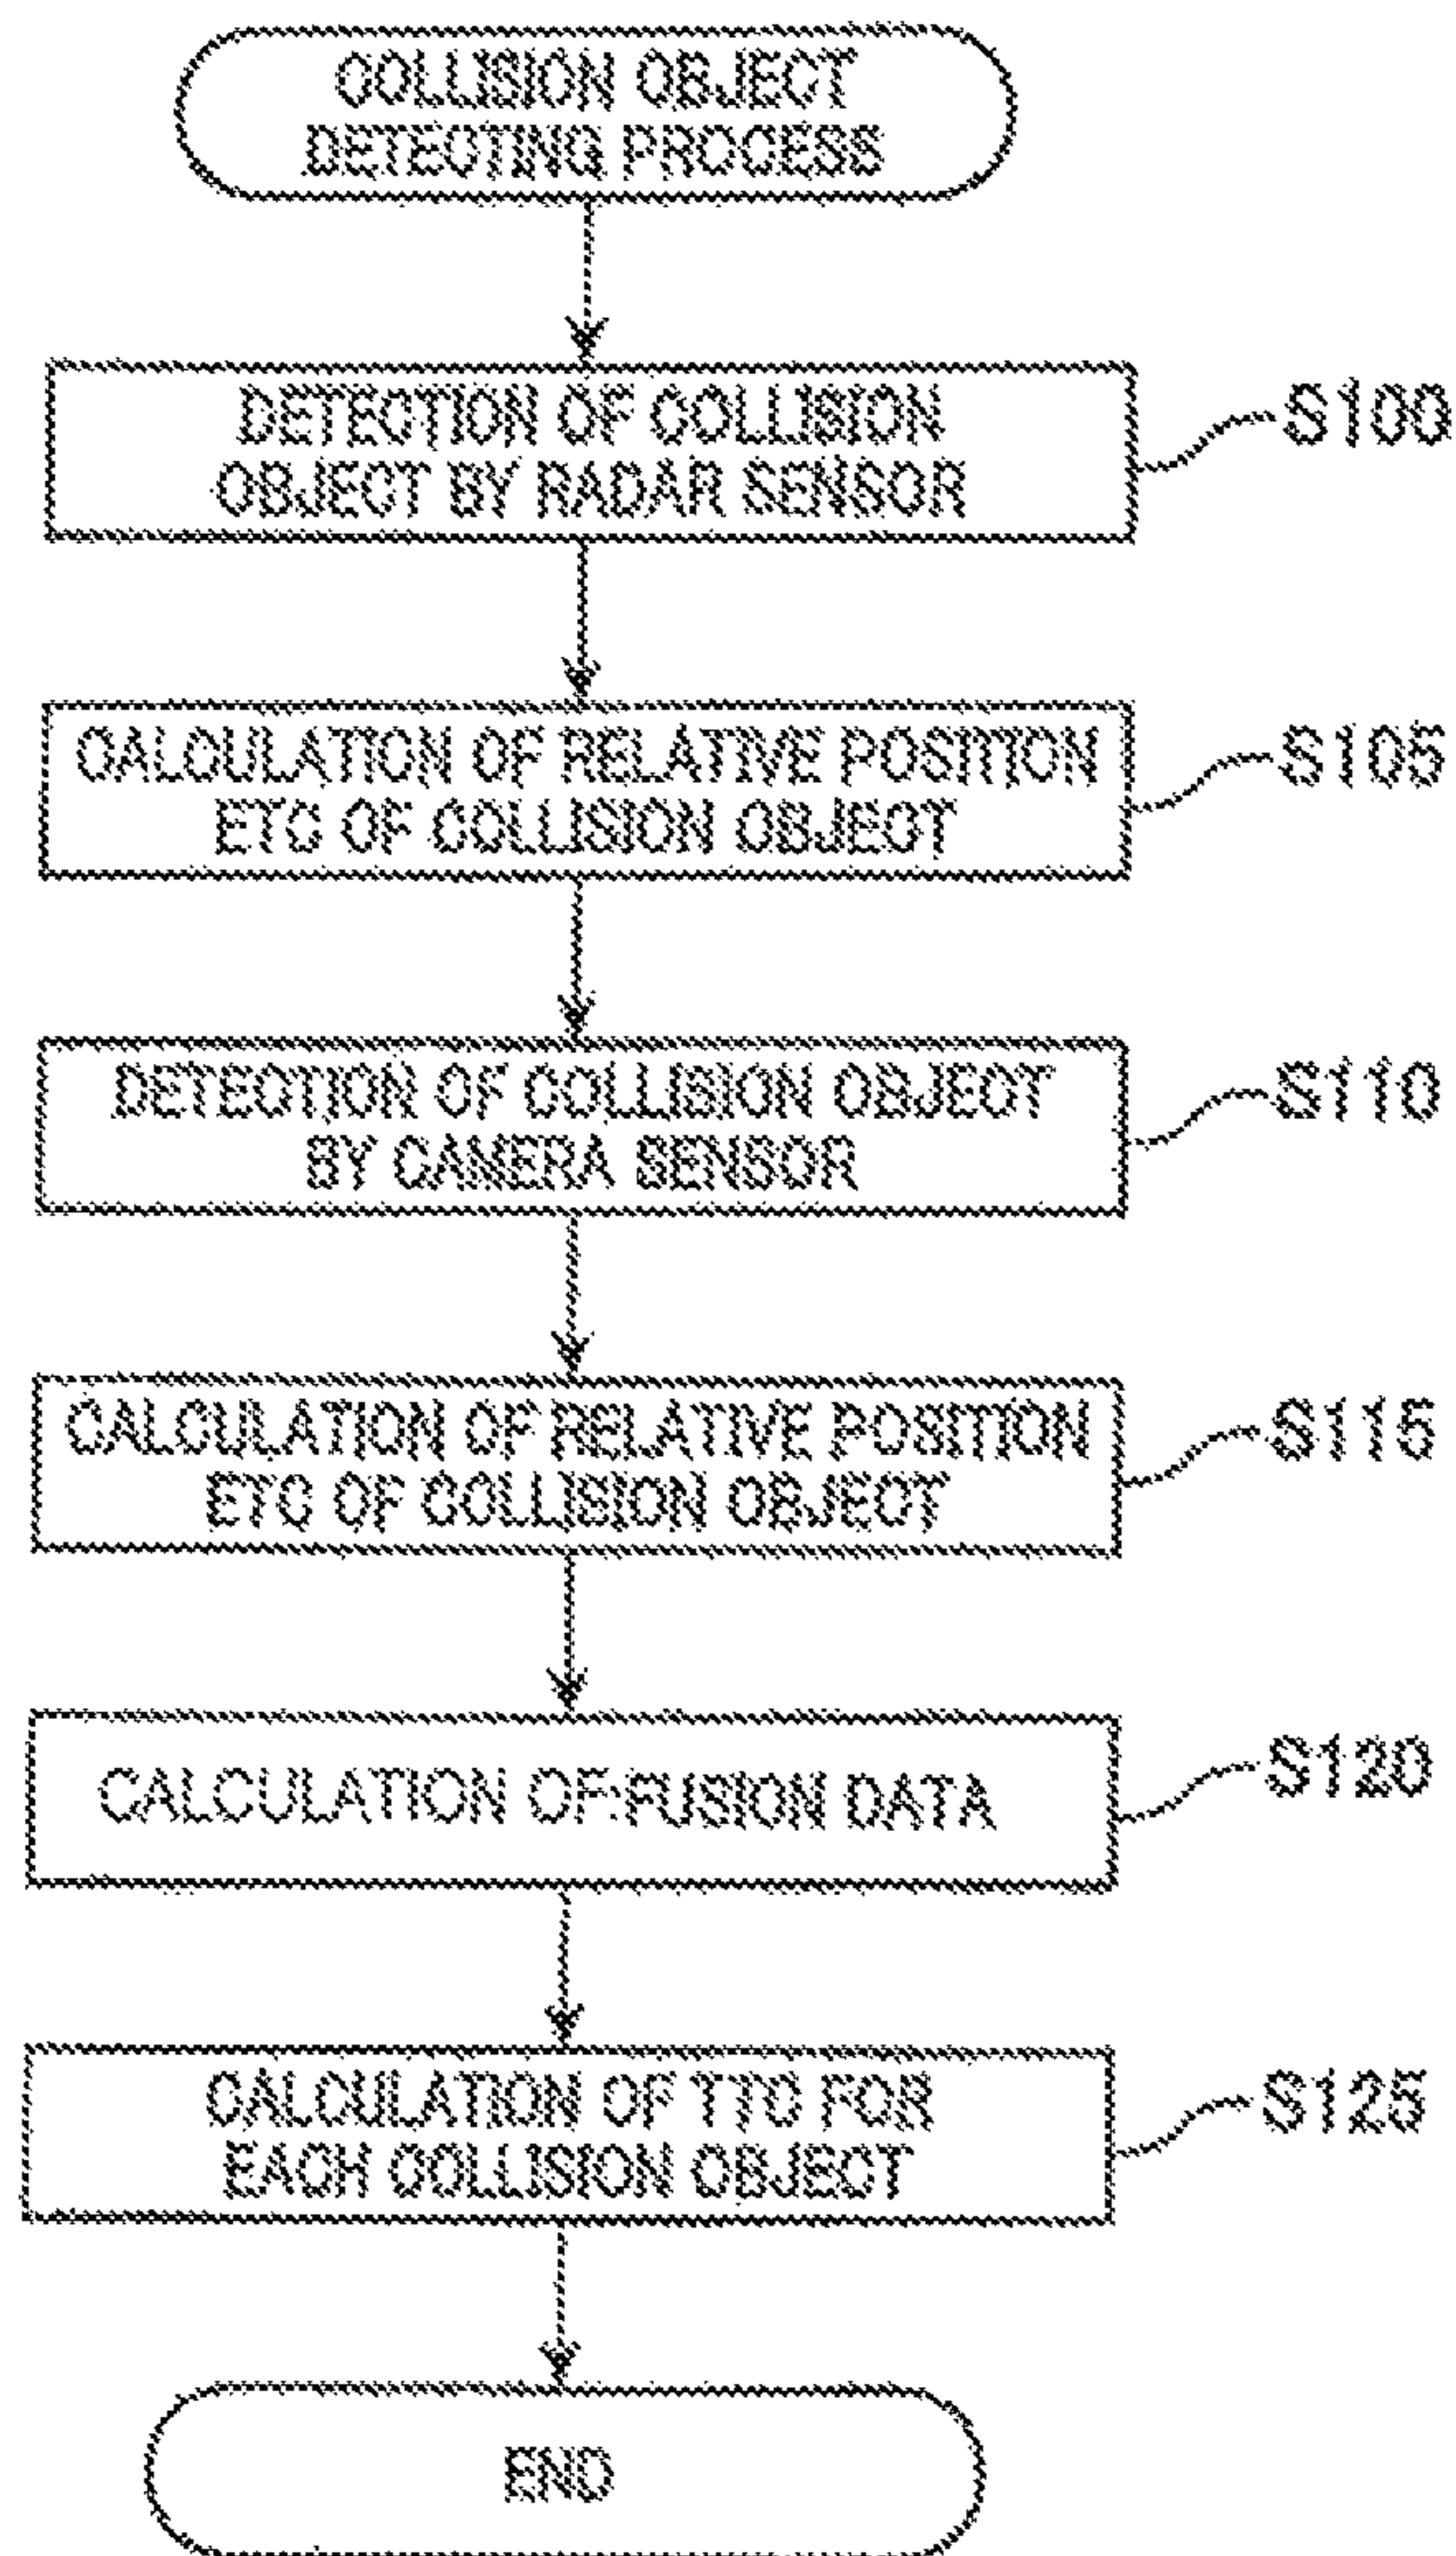 COLLISION OBJECT
DETECTING PROCESS
DETECTION OF COLLISION
OBJECT BY RADAR SENSOR
S100
CALCULATION OF RELATIVE POSITION
ETC OF COLLISION OBJECT
S105
DETECTION OF COLLISION OBJECT
BY CAMERA SENSOR
S110
CALCULATION OF RELATIVE POSITION
ETC OF COLLISION OBJECT
S115
CALCULATION OF FUSION DATA
S120
CALCULATION OF TTC FOR
EACH COLLISION OBJECT
S125
END